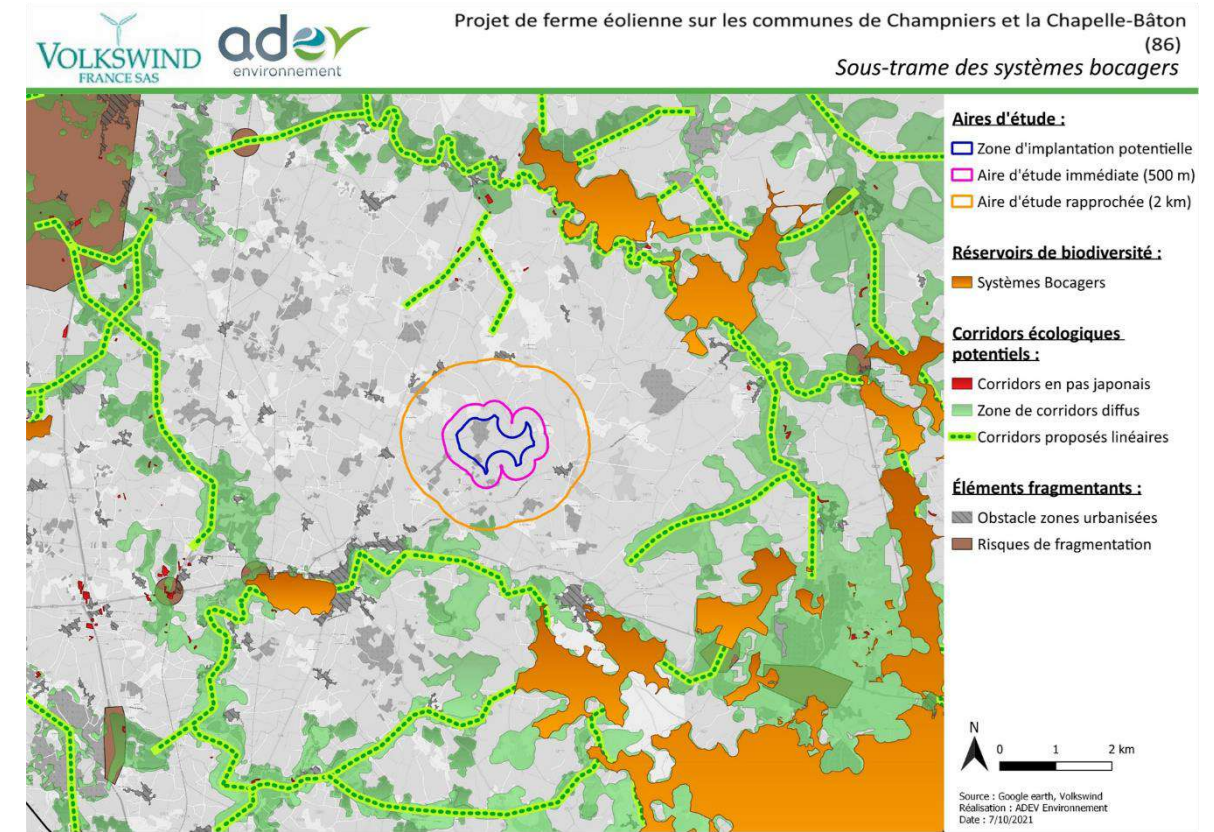 VOLKSWIND
FRANCE SAS
adev
environnement
Projet de ferme éolienne sur les communes de Champniers et la Chapelle-Bâton
(86)
Sous-trame des systèmes bocagers
Aires d'étude :
Zone d'implantation potentielle
Aire d'étude immédiate (500 m)
Aire d'étude rapprochée (2 km)
Réservoirs de biodiversité :
Systèmes Bocagers
Corridors écologiques
potentiels :
Corridors en pas japonais
Zone de corridors diffus
Corridors proposés linéaires
Éléments fragmentants :
Obstacle zones urbanisées
Risques de fragmentation
N
0 1 2 km
Source : Google earth, Volkswind
Réalisation : ADEV Environnement
Date : 7/10/2021